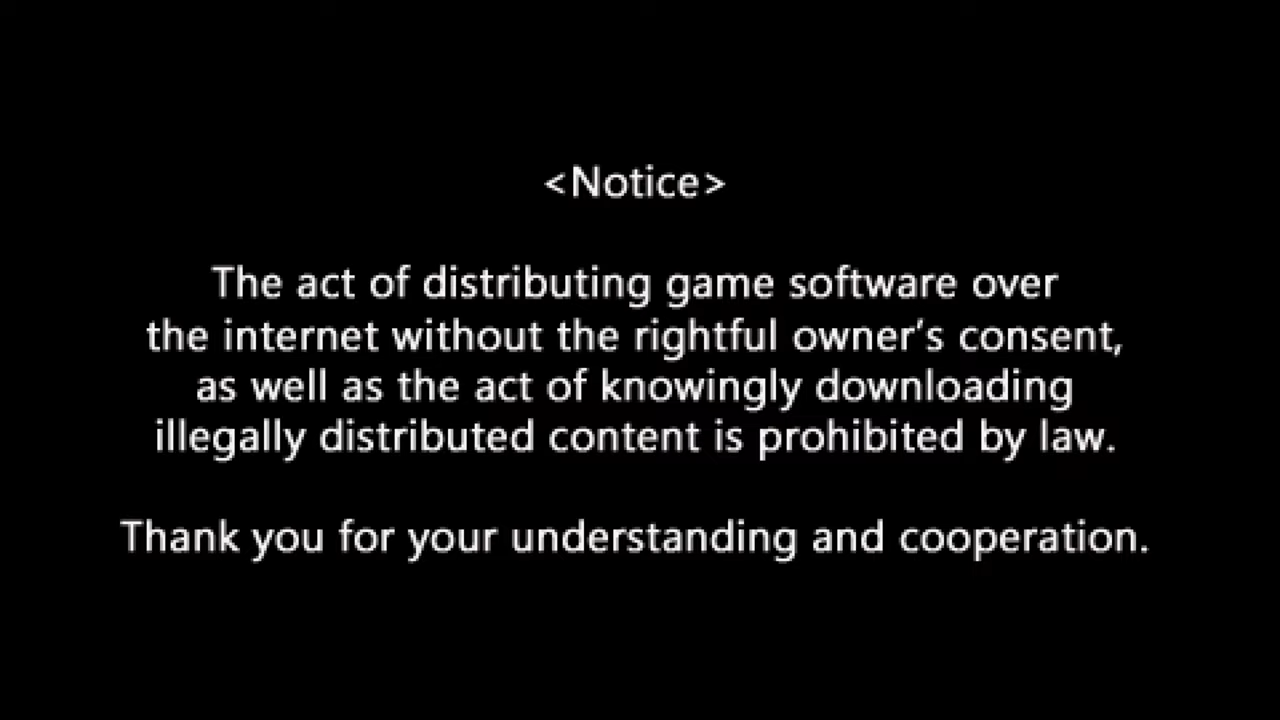 <Notice>
The act of distributing game software over
the internet without the rightful owner’s consent,
as well as the act of knowingly downloading
illegally distributed content is prohibited by law.
Thank you for your understanding and cooperation.